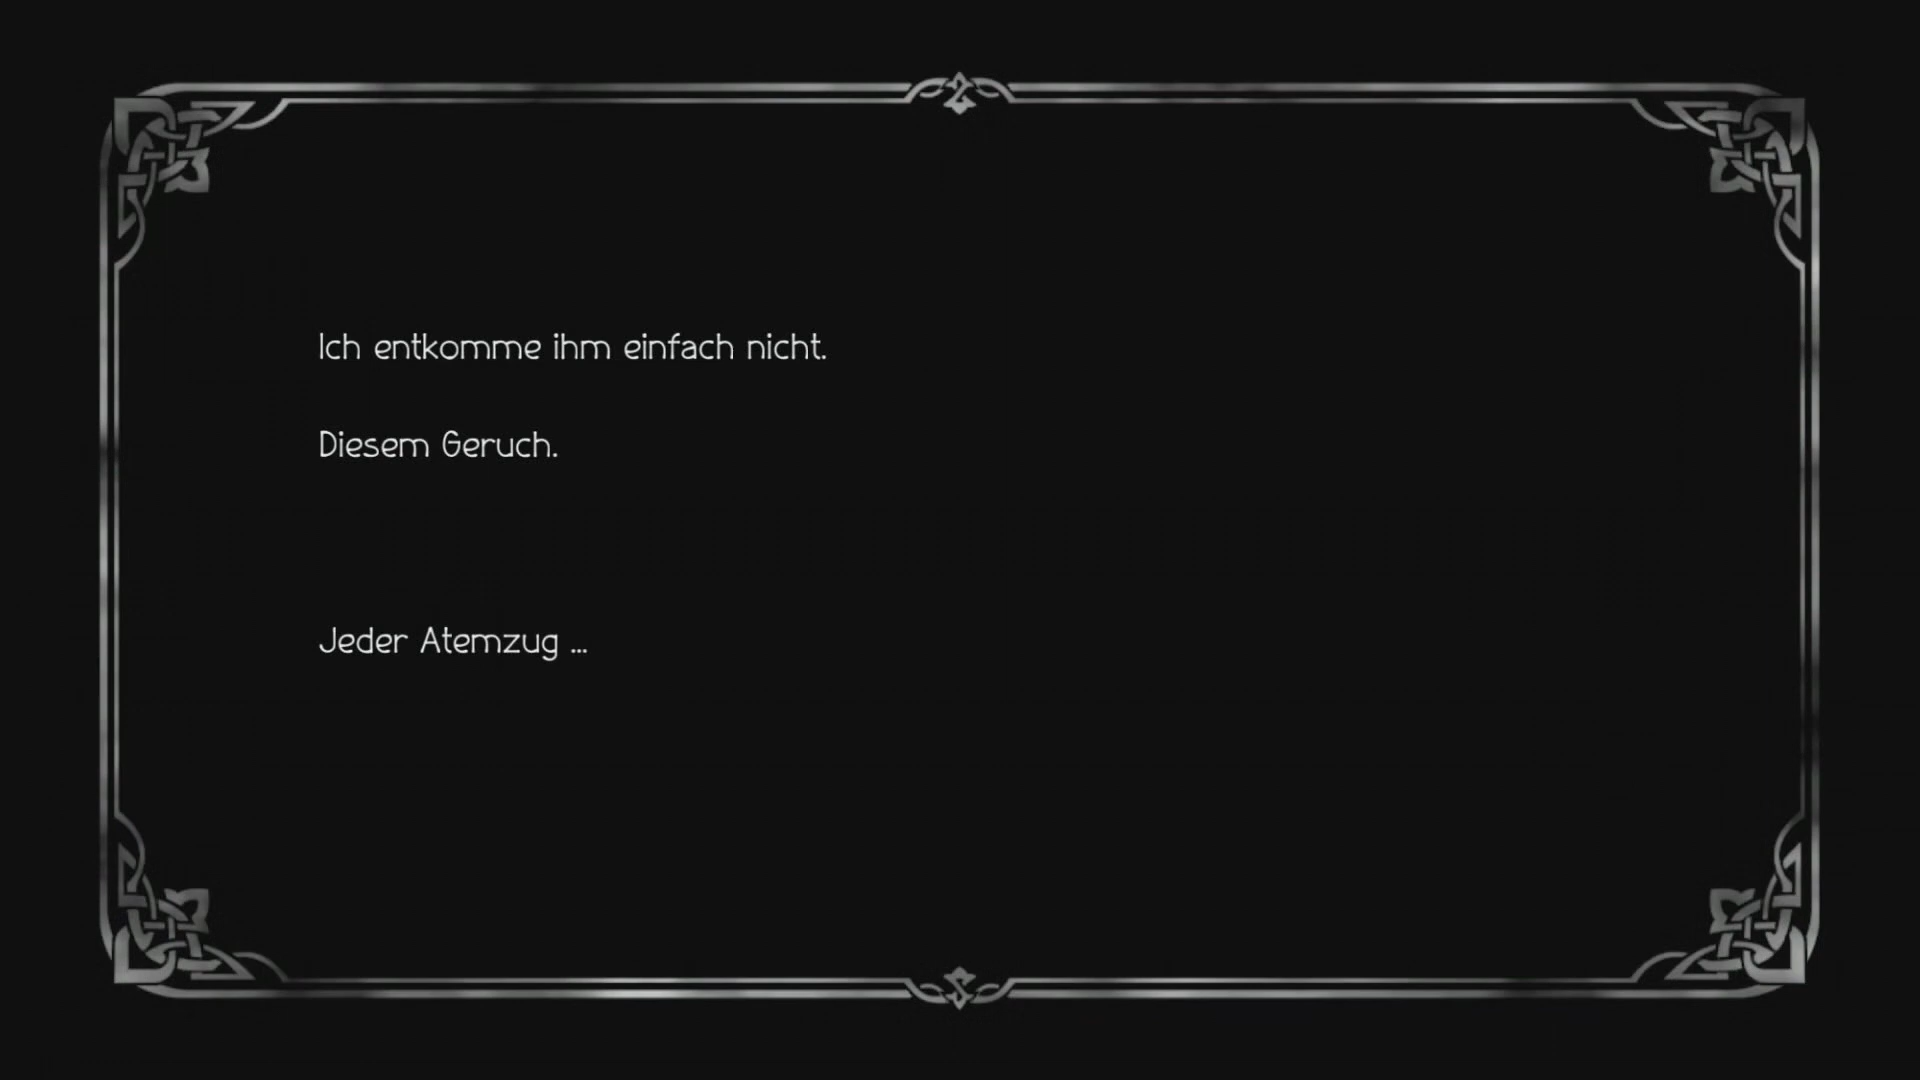 Ich entkomme ihm einfach nicht.
Diesem Geruch.
Jeder Atemzug ...